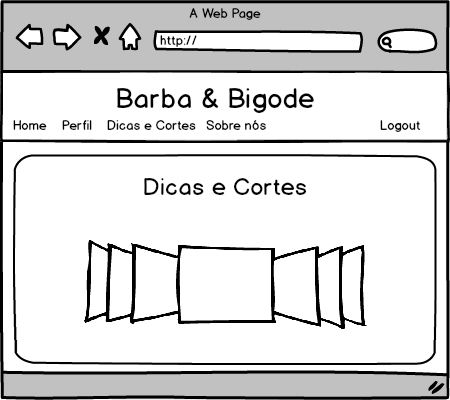 A Web Page
http://
Barba & Bigode
Home Perfil Dicas e Cortes Sobre nós Logout
Dicas e Cortes